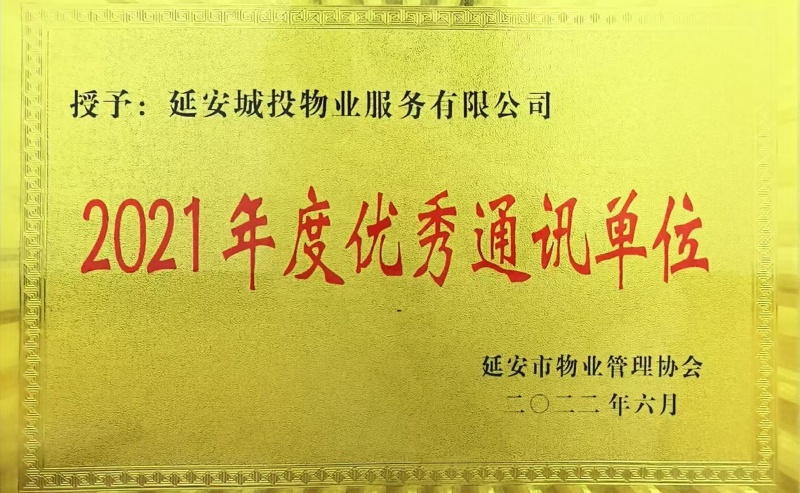 授予：延安城投物业服务有限公司
2021年度优秀通讯单位
延安市物业管理协会
二〇二二年六月